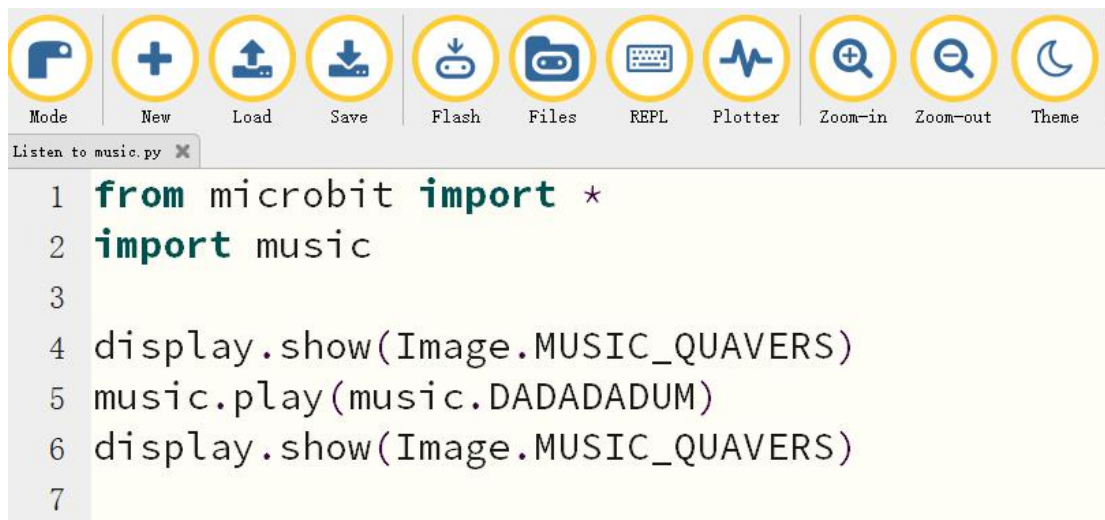 Mode New Load Save Flash Files REPL Plotter Zoom-in Zoom-out Theme
Listen to music.py
1 from microbit import *
2 import music
3
4 display.show(Image.MUSIC_QUAVERS)
5 music.play(music.DADADADUM)
6 display.show(Image.MUSIC_QUAVERS)
7